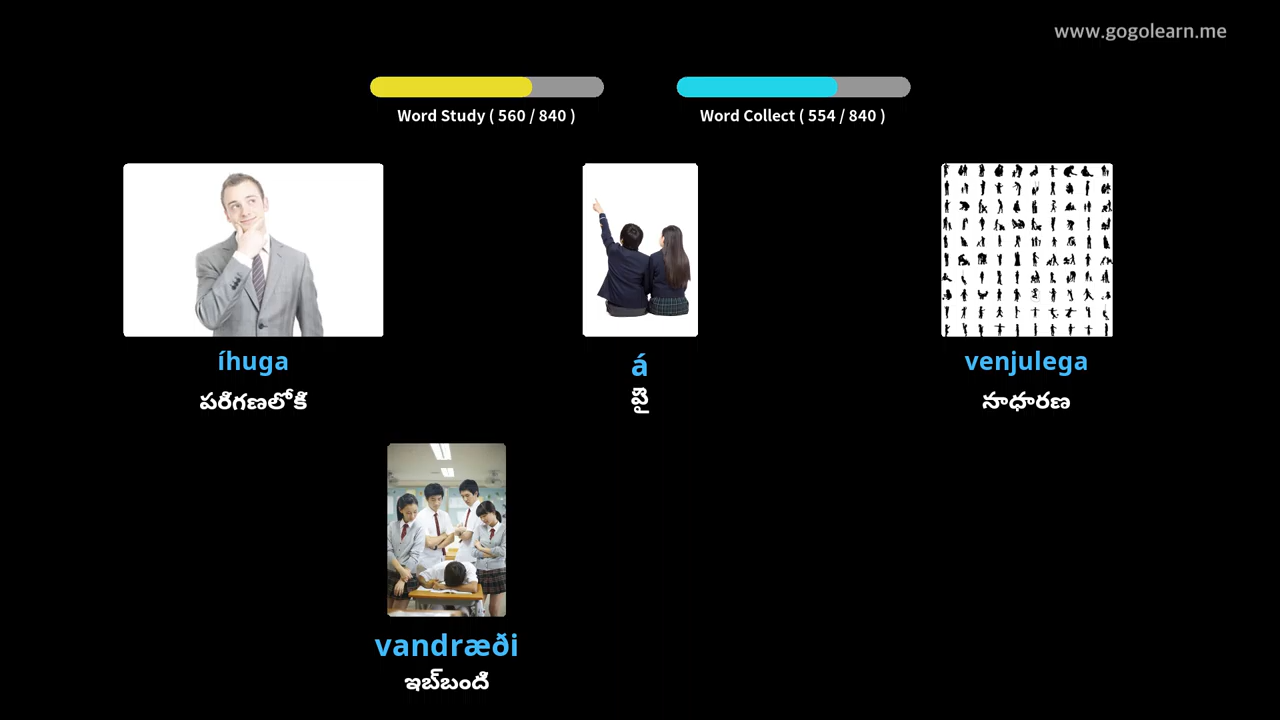 www.gogolearn.me
Word Study ( 560 / 840 )
Word Collect ( 554 / 840 )
íhuga
á
venjulega
పరిగణలోకి
పై
సాధారణ
vandræði
ఇబ్బంది